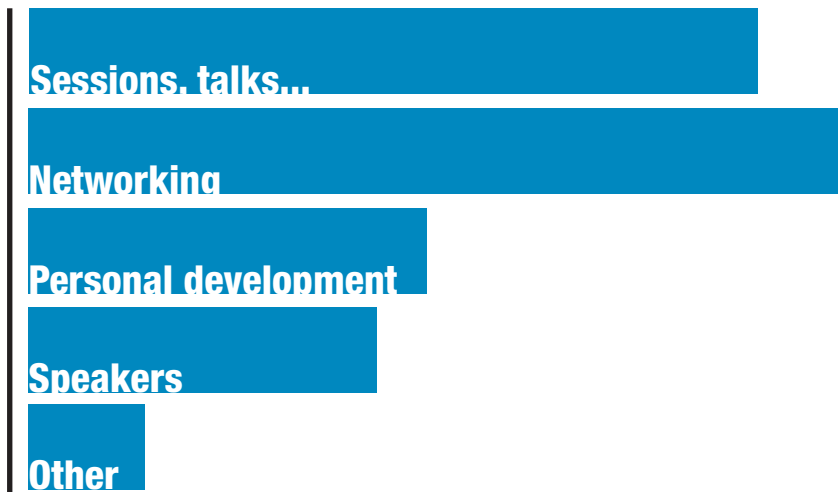 Sessions, talks...
Networking
Personal development
Speakers
Other